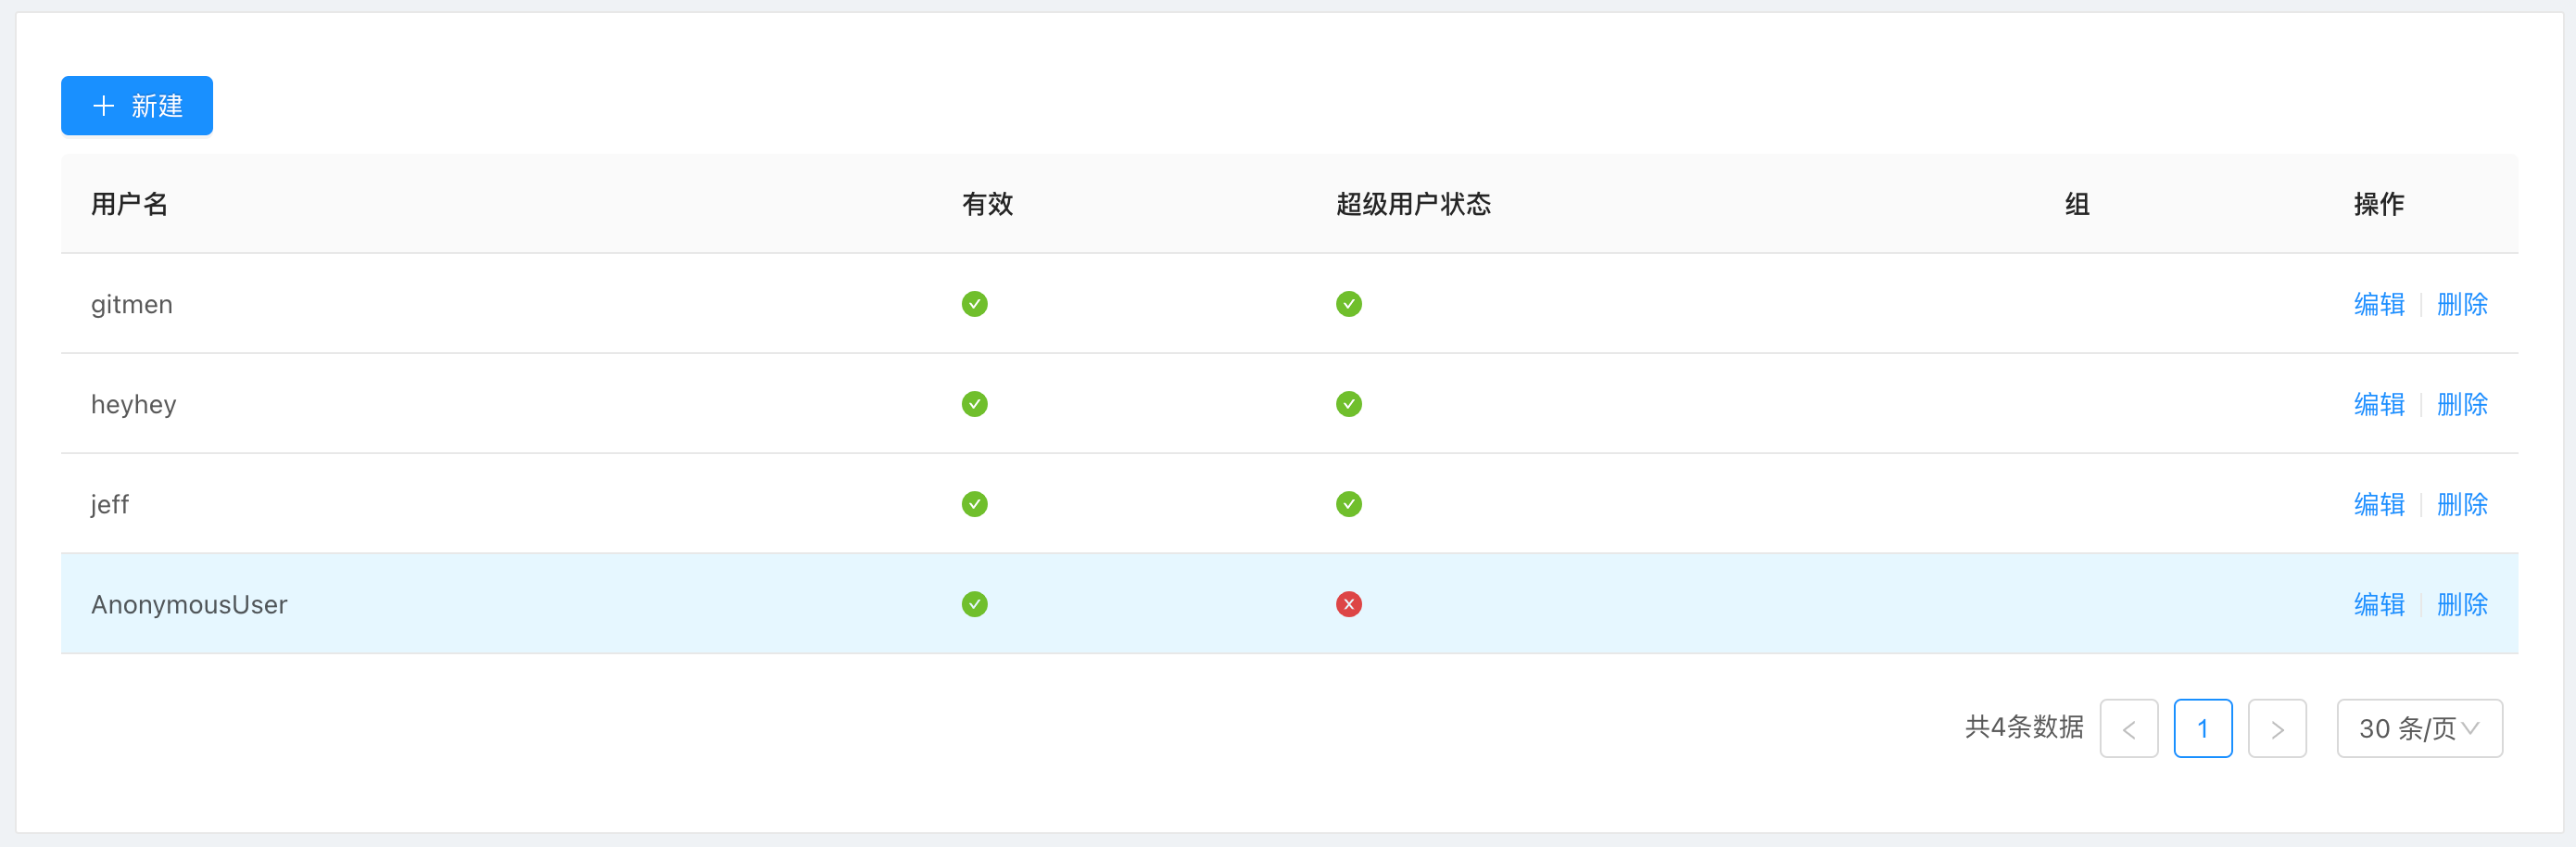 新建
用户名 有效 超级用户状态 组 操作
gitmen 编辑 删除
heyhey 编辑 删除
jeff 编辑 删除
AnonymousUser 编辑 删除
共4条数据 < 1 > 30 条/页